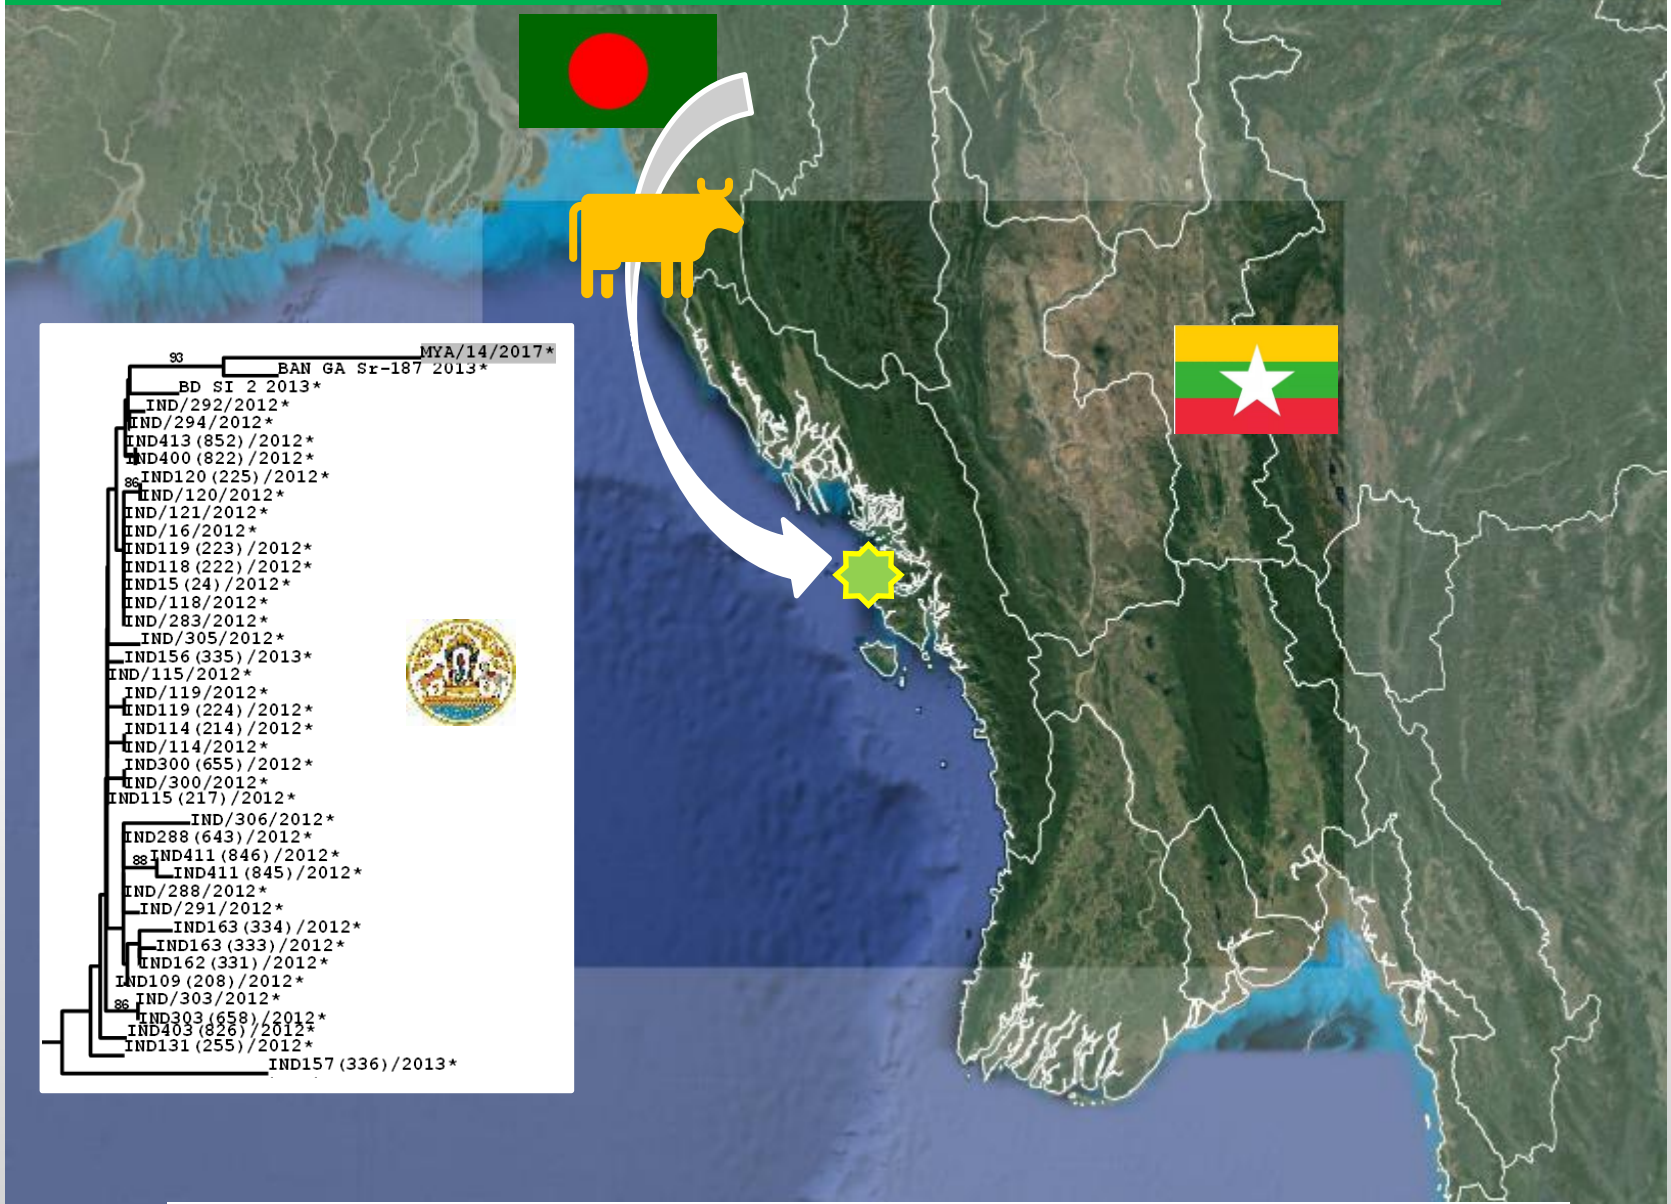 93
MYA/14/2017*
BAN GA Sr-187 2013*
BD SI 2 2013*
IND/292/2012*
IND/294/2012*
IND413(852)/2012*
IND400(822)/2012*
IND120(225)/2012*
86
IND/120/2012*
IND/121/2012*
IND/16/2012*
IND119(223)/2012*
IND118(222)/2012*
IND15(24)/2012*
IND/118/2012*
IND/283/2012*
IND/305/2012*
IND156(335)/2013*
IND/115/2012*
IND/119/2012*
IND119(224)/2012*
IND114(214)/2012*
IND/114/2012*
IND300(655)/2012*
IND/300/2012*
IND115(217)/2012*
IND/306/2012*
IND288(643)/2012*
88
IND411(846)/2012*
IND411(845)/2012*
IND/288/2012*
IND/291/2012*
IND163(334)/2012*
IND163(333)/2012*
IND162(331)/2012*
IND109(208)/2012*
86
IND/303/2012*
IND303(658)/2012*
IND403(826)/2012*
IND131(255)/2012*
IND157(336)/2013*